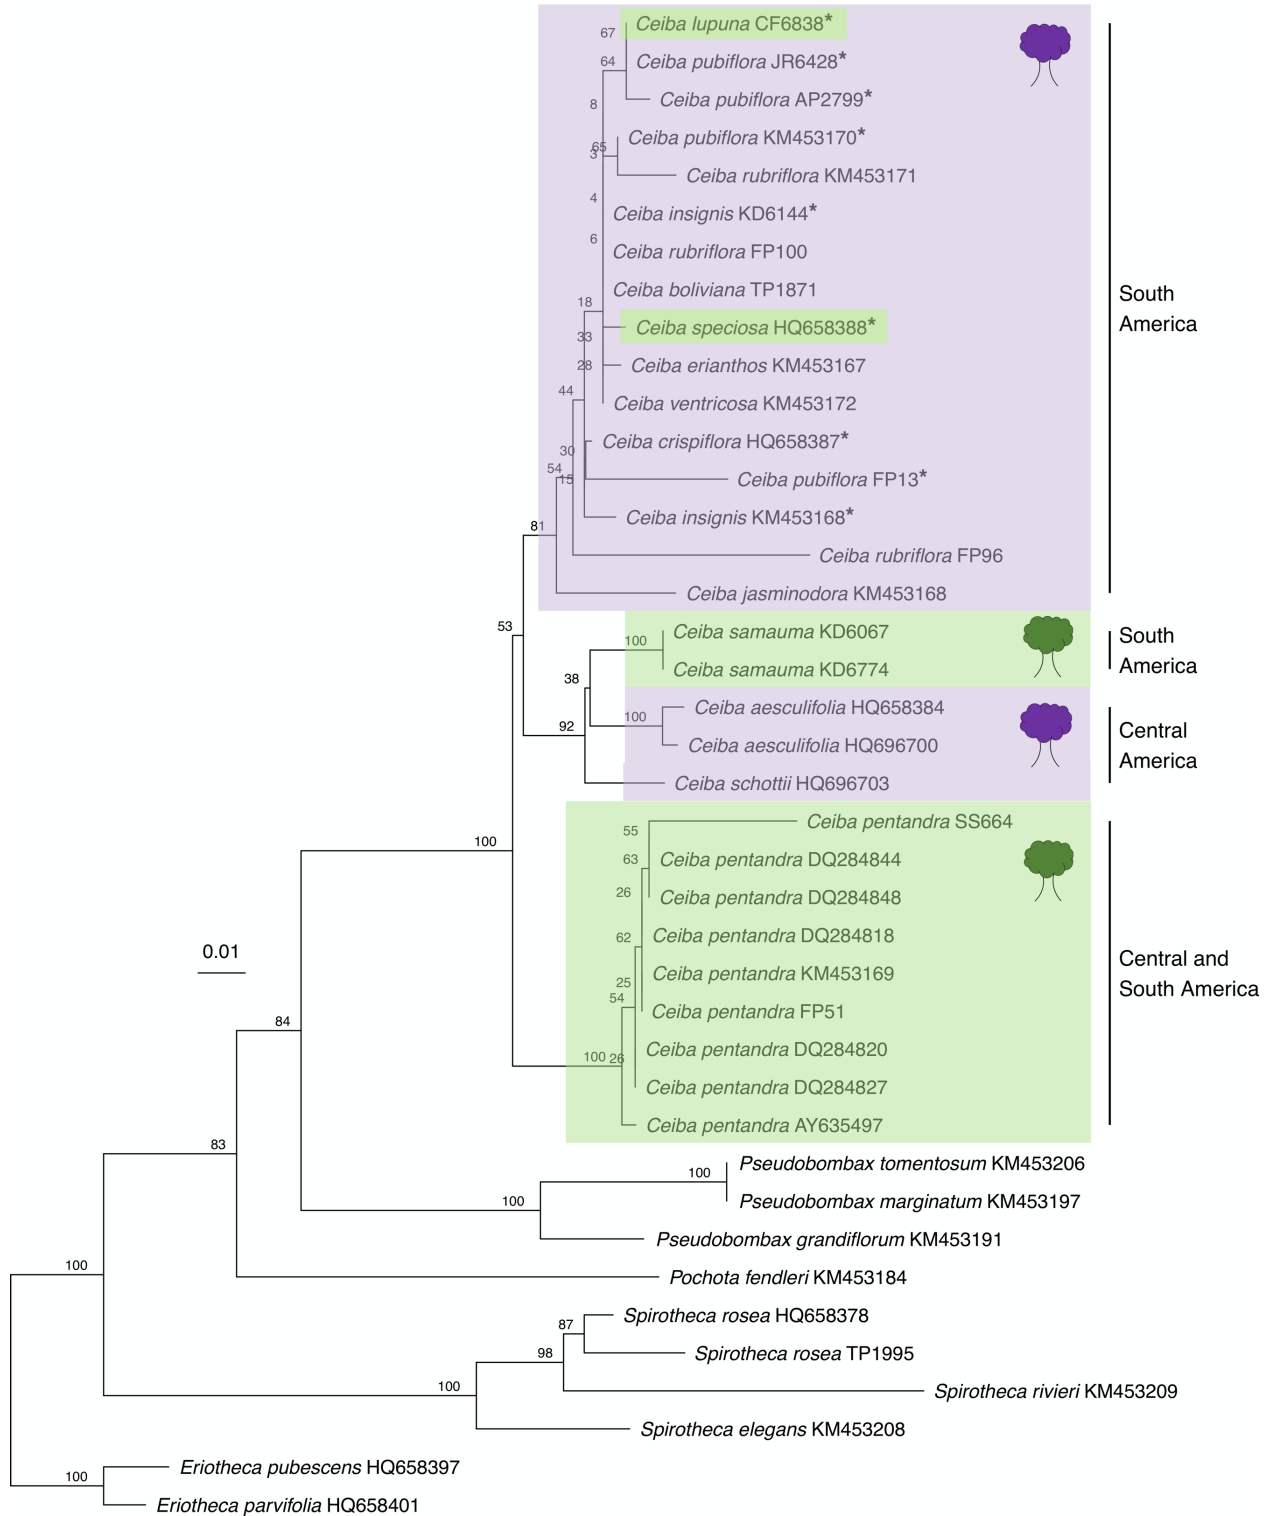 Ceiba lupuna CF6838*
67
Ceiba pubiflora JR6428*
64
Ceiba pubiflora AP2799*
8
Ceiba pubiflora KM453170*
65
3
Ceiba rubriflora KM453171
4
Ceiba insignis KD6144*
6
Ceiba rubriflora FP100
Ceiba boliviana TP1871
18
South
America
Ceiba speciosa HQ658388*
33
28
Ceiba erianthos KM453167
44
Ceiba ventricosa KM453172
Ceiba crispiflora HQ658387*
30
54
15
Ceiba pubiflora FP13*
Ceiba insignis KM453168*
81
Ceiba rubriflora FP96
Ceiba jasminodora KM453168
53
Ceiba samauma KD6067
100
South
America
Ceiba samauma KD6774
38
Ceiba aesculifolia HQ658384
100
92
Central
America
Ceiba aesculifolia HQ696700
Ceiba schottii HQ696703
Ceiba pentandra SS664
55
100
Ceiba pentandra DQ284844
63
26
Ceiba pentandra DQ284848
62
Ceiba pentandra DQ284818
0.01
Central and
South America
Ceiba pentandra KM453169
25
54
Ceiba pentandra FP51
84
Ceiba pentandra DQ284820
100
26
Ceiba pentandra DQ284827
Ceiba pentandra AY635497
83
Pseudobombax tomentosum KM453206
100
Pseudobombax marginatum KM453197
100
Pseudobombax grandiflorum KM453191
100
Pochota fendleri KM453184
Spirotheca rosea HQ658378
87
98
Spirotheca rosea TP1995
100
Spirotheca rivieri KM453209
Spirotheca elegans KM453208
Eriotheca pubescens HQ658397
100
Eriotheca parvifolia HQ658401